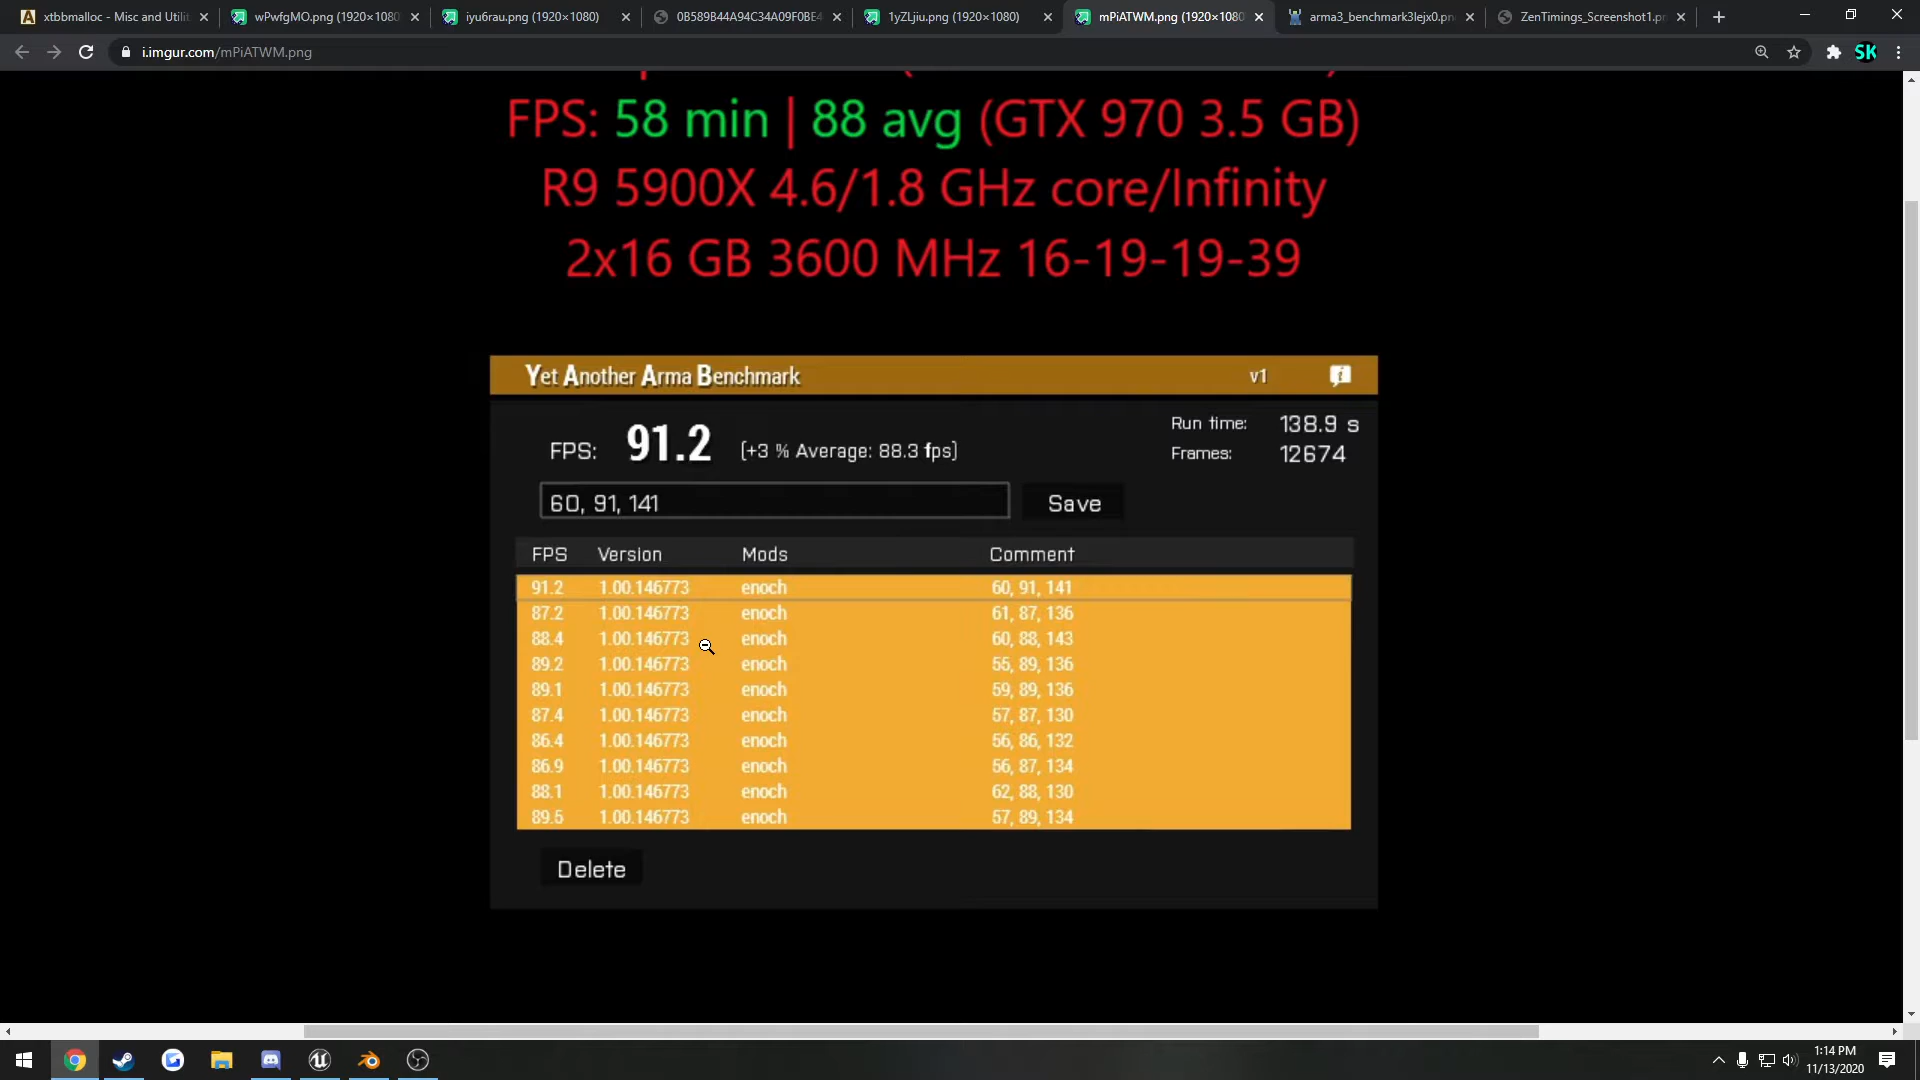 xtbbmalloc - Misc and Utilit
wPwfgMO.png (1920×1080
iyu6rau.png (1920×1080)
0B589B44A94C34A09F0BE4
1yZLjiu.png (1920×1080)
mPiATWM.png (1920×1080
arma3_benchmark3lejx0.pn
ZenTimings_Screenshot1.pn
i.imgur.com/mPiATWM.png
SK
FPS: 58 min | 88 avg (GTX 970 3.5 GB)
R9 5900X 4.6/1.8 GHz core/Infinity
2x16 GB 3600 MHz 16-19-19-39
Yet Another Arma Benchmark v1
FPS: 91.2 (+3 % Average: 88.3 fps)
Run time: 138.9 s
Frames: 12674
60, 91, 141 Save
FPS Version Mods Comment
91.2 1.00.146773 enoch 60, 91, 141
87.2 1.00.146773 enoch 61, 87, 136
88.4 1.00.146773 enoch 60, 88, 143
89.2 1.00.146773 enoch 55, 89, 136
89.1 1.00.146773 enoch 59, 89, 136
87.4 1.00.146773 enoch 57, 87, 130
86.4 1.00.146773 enoch 56, 86, 132
86.9 1.00.146773 enoch 56, 87, 134
88.1 1.00.146773 enoch 62, 88, 130
89.5 1.00.146773 enoch 57, 89, 134
Delete
1:14 PM
11/13/2020